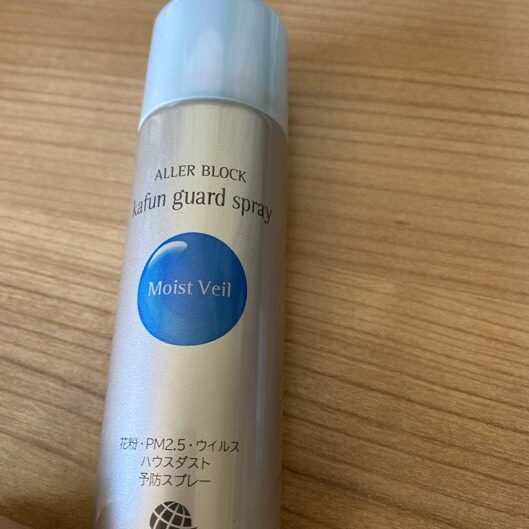 ALLER BLOCK
kafun guard spray
Moist Veil
花粉・PM2.5・ウイルス
ハウスダスト
予防スプレー